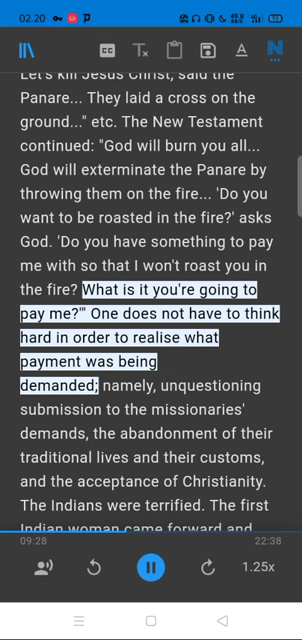 02.20
Let's kill Jesus Christ, said the
Panare... They laid a cross on the
ground..." etc. The New Testament
continued: "God will burn you all...
God will exterminate the Panare by
throwing them on the fire... 'Do you
want to be roasted in the fire?' asks
God. 'Do you have something to pay
me with so that I won't roast you in
the fire? What is it you're going to
pay me?'" One does not have to think
hard in order to realise what
payment was being
demanded; namely, unquestioning
submission to the missionaries'
demands, the abandonment of their
traditional lives and their customs,
and the acceptance of Christianity.
The Indians were terrified. The first
Indian woman came forward and
09:28 22:38
1.25x